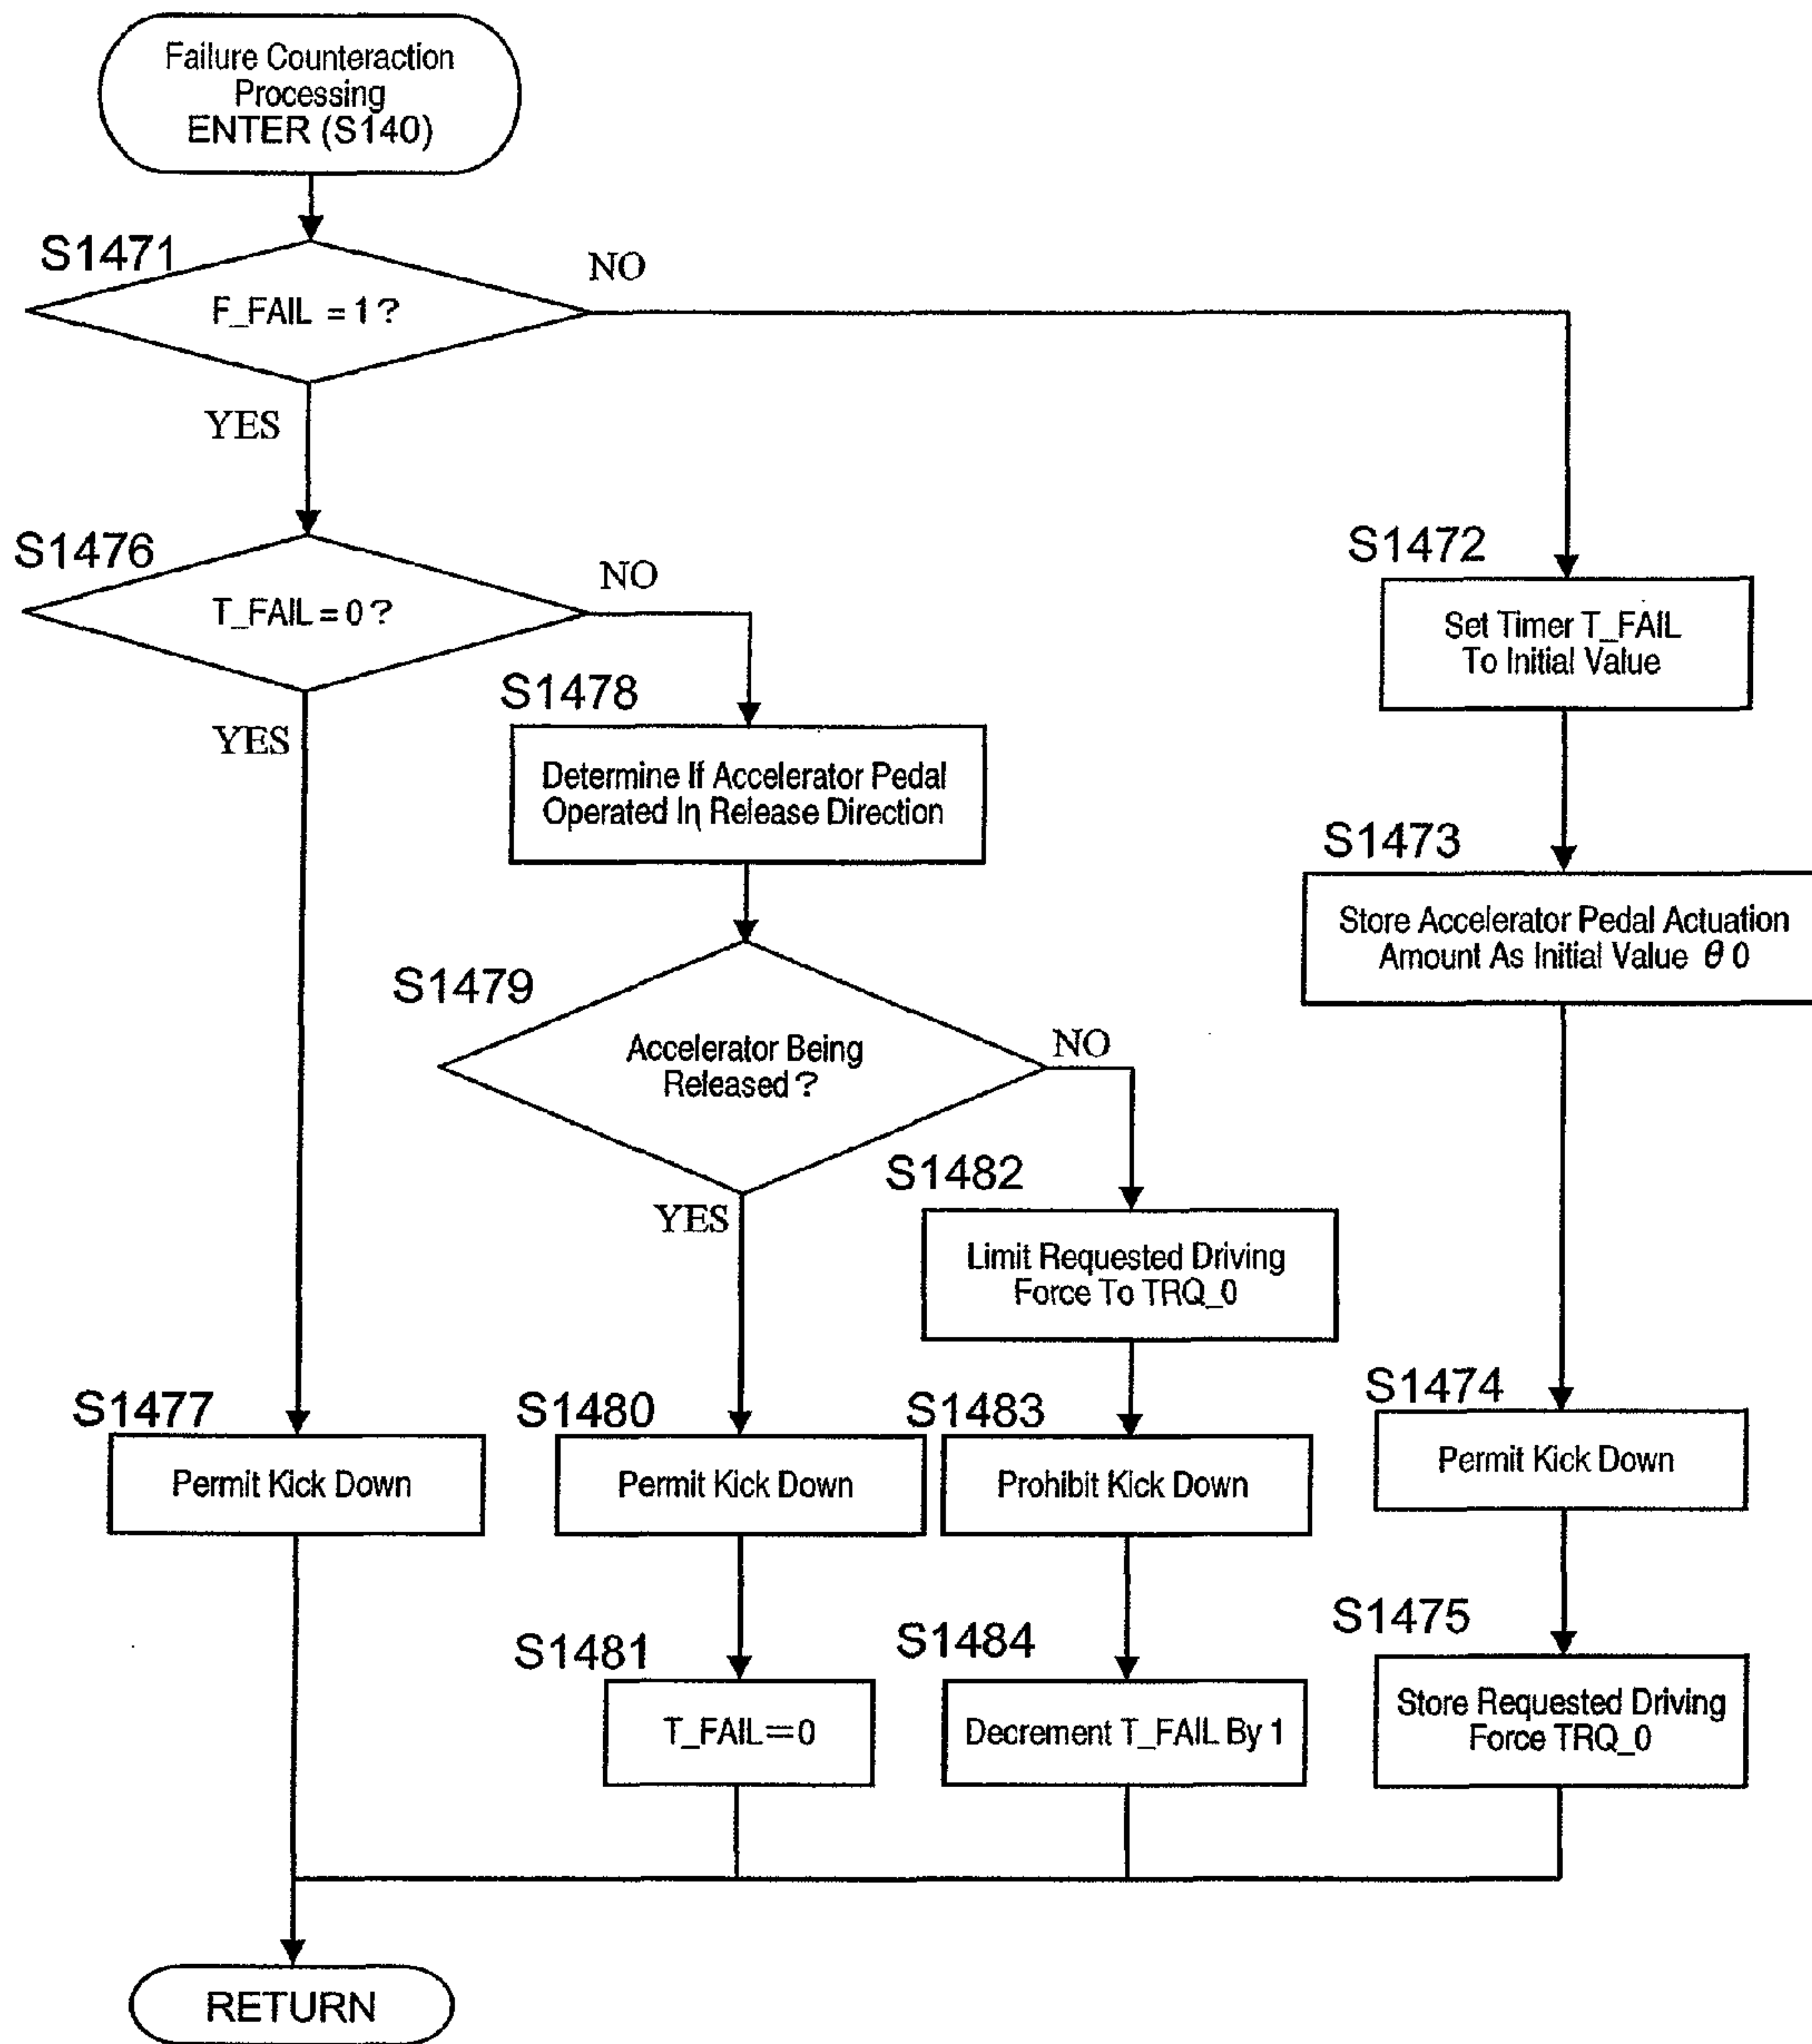 Failure Counteraction
Processing
ENTER (S140)
S1471
F_FAIL = 1?
NO
YES
S1476
T_FAIL = 0?
NO
YES
S1472
Set Timer T_FAIL
To Initial Value
S1478
Determine If Accelerator Pedal
Operated In Release Direction
S1473
Store Accelerator Pedal Actuation
Amount As Initial Value θ 0
S1479
Accelerator Being
Released?
NO
YES
S1482
Limit Requested Driving
Force To TRQ_0
S1477
Permit Kick Down
S1480
Permit Kick Down
S1483
Prohibit Kick Down
S1474
Permit Kick Down
S1481
T_FAIL=0
S1484
Decrement T_FAIL By 1
S1475
Store Requested Driving
Force TRQ_0
RETURN